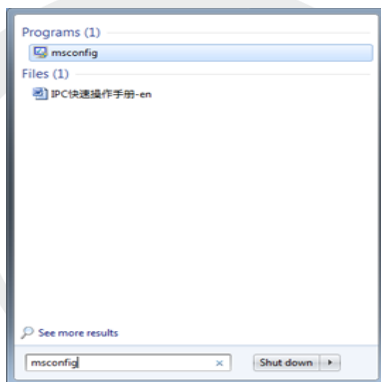 Programs (1)
msconfig
Files (1)
IPC快速操作手册-en
See more results
msconfig
Shut down